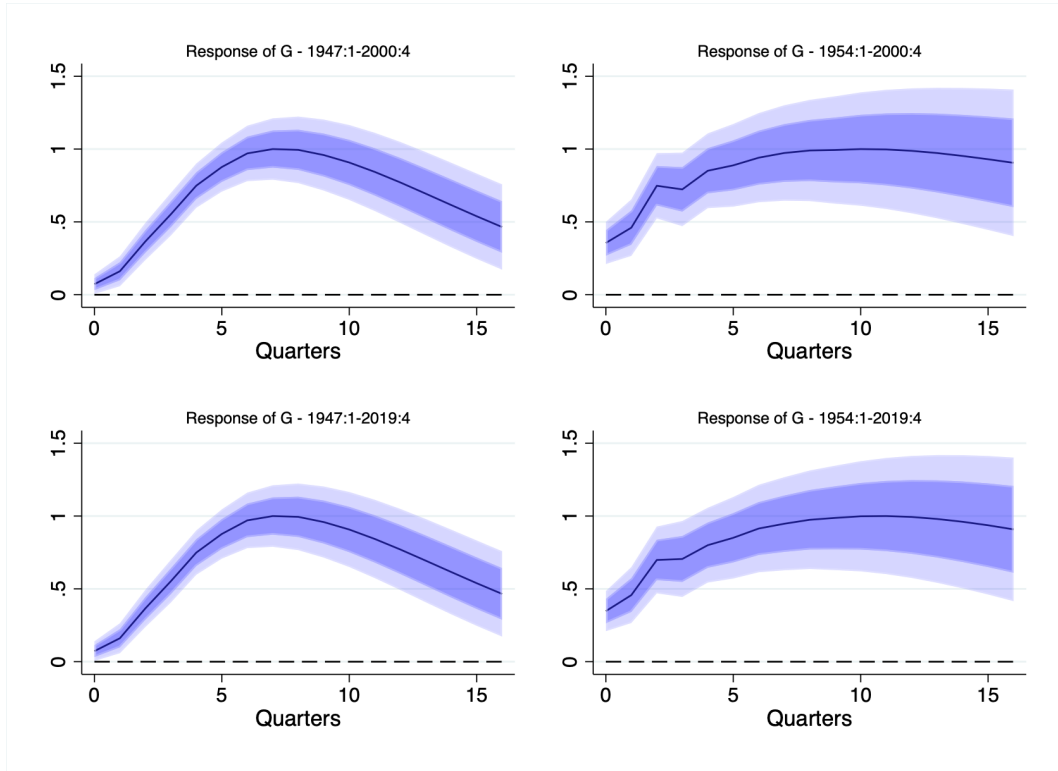 Response of G - 1947:1-2000:4
1.5
1
.5
0
0 5 10 15
Quarters
Response of G - 1954:1-2000:4
1.5
1
.5
0
0 5 10 15
Quarters
Response of G - 1947:1-2019:4
1.5
1
.5
0
0 5 10 15
Quarters
Response of G - 1954:1-2019:4
1.5
1
.5
0
0 5 10 15
Quarters